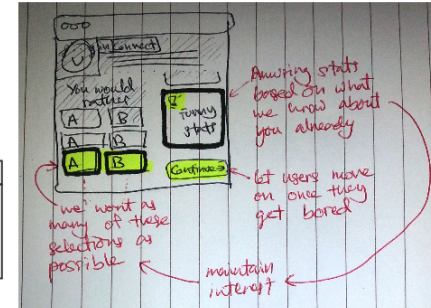 U
Connect
You would
rather
A B
A B
A B
funny
stats
Continue →
Amusing stats
based on what
we know about
you already
let users move
on once they
get bored
we want as
many of these
selections as
possible
maintain
interest